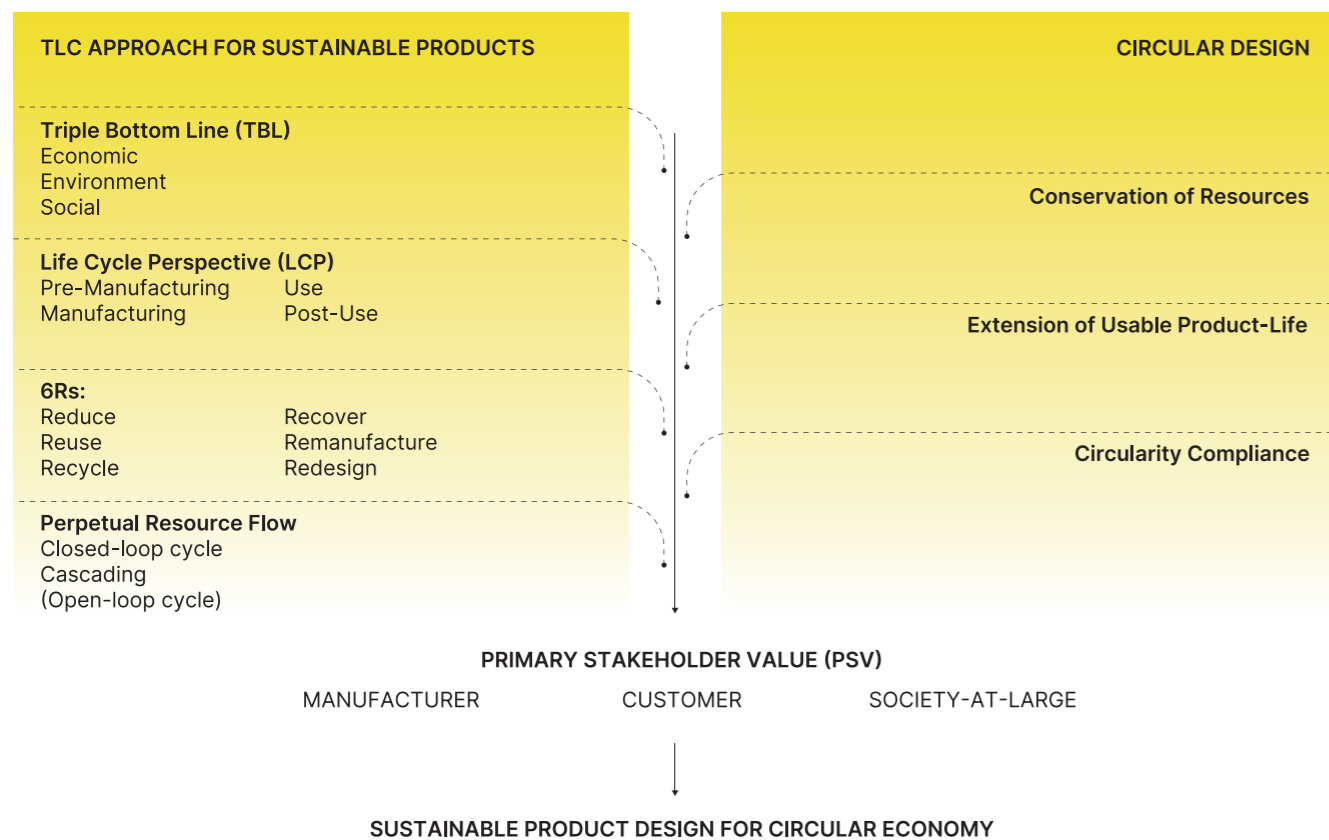 TLC APPROACH FOR SUSTAINABLE PRODUCTS
Triple Bottom Line (TBL)
Economic
Environment
Social
Life Cycle Perspective (LCP)
Pre-Manufacturing Use
Manufacturing Post-Use
6Rs:
Reduce Recover
Reuse Remanufacture
Recycle Redesign
Perpetual Resource Flow
Closed-loop cycle
Cascading
(Open-loop cycle)
CIRCULAR DESIGN
Conservation of Resources
Extension of Usable Product-Life
Circularity Compliance
PRIMARY STAKEHOLDER VALUE (PSV)
MANUFACTURER CUSTOMER SOCIETY-AT-LARGE
SUSTAINABLE PRODUCT DESIGN FOR CIRCULAR ECONOMY